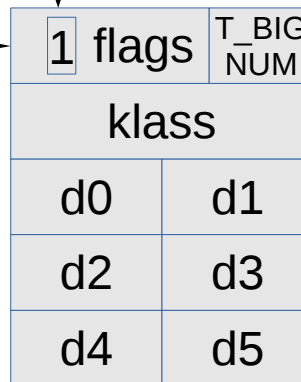 1 flags T_BIG
NUM
klass
d0 d1
d2 d3
d4 d5